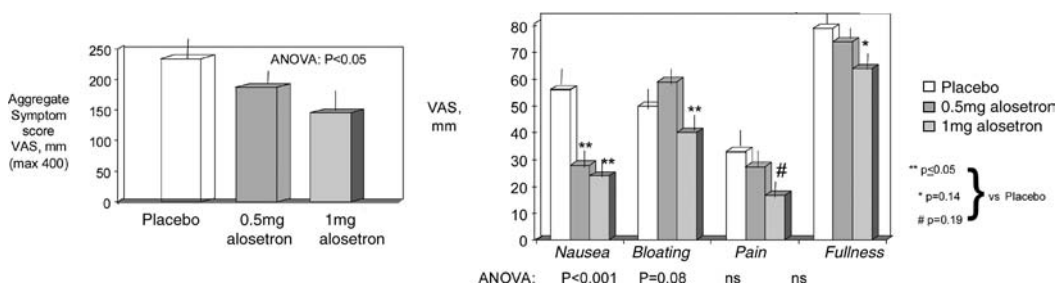 250
200
150
100
50
0
Aggregate
Symptom
score
VAS, mm
(max 400)
ANOVA: P<0.05
Placebo
0.5mg
alosetron
1mg
alosetron
80
70
60
50
40
30
20
10
0
VAS,
mm
**
**
**
#
*
Nausea Bloating Pain Fullness
ANOVA: P<0.001 P=0.08 ns ns
Placebo
0.5mg alosetron
1mg alosetron
** p≤0.05
* p=0.14 } vs Placebo
# p=0.19